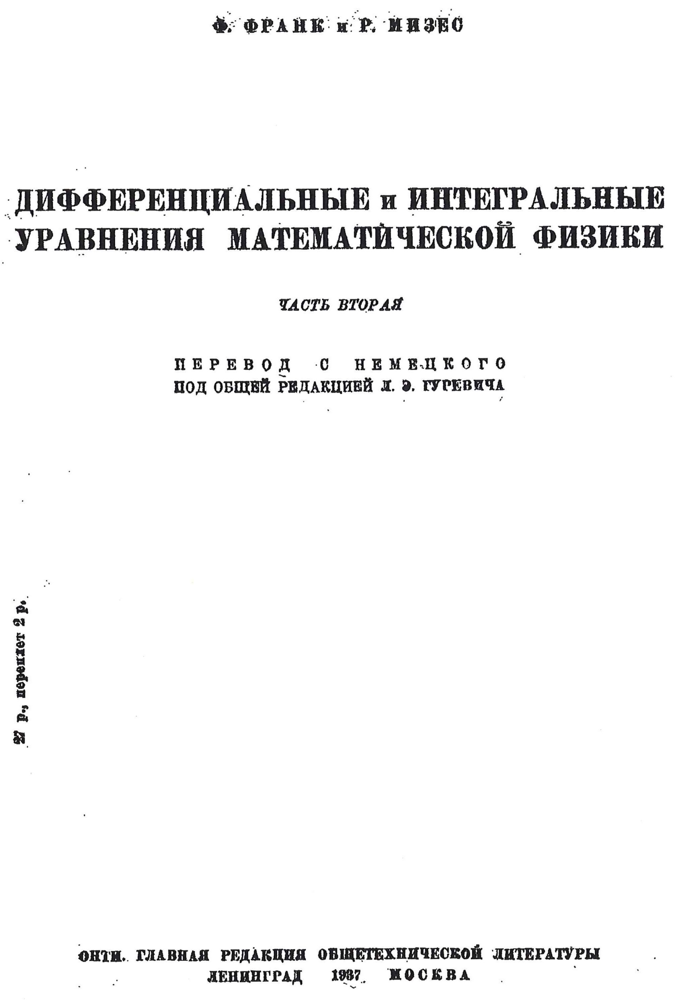 Ф. ФРАНК и Р. МИЗЕС
ДИФФЕРЕНЦИАЛЬНЫЕ и ИНТЕГРАЛЬНЫЕ
УРАВНЕНИЯ МАТЕМАТИЧЕСКОЙ ФИЗИКИ
ЧАСТЬ ВТОРАЯ
ПЕРЕВОД С НЕМЕЦКОГО
ПОД ОБЩЕЙ РЕДАКЦИЕЙ Л. Э. ГУРЕВИЧА
27 р., переплет 2 р.
ОНТИ. ГЛАВНАЯ РЕДАКЦИЯ ОБЩЕТЕХНИЧЕСКОЙ ЛИТЕРАТУРЫ
ЛЕНИНГРАД 1937 МОСКВА